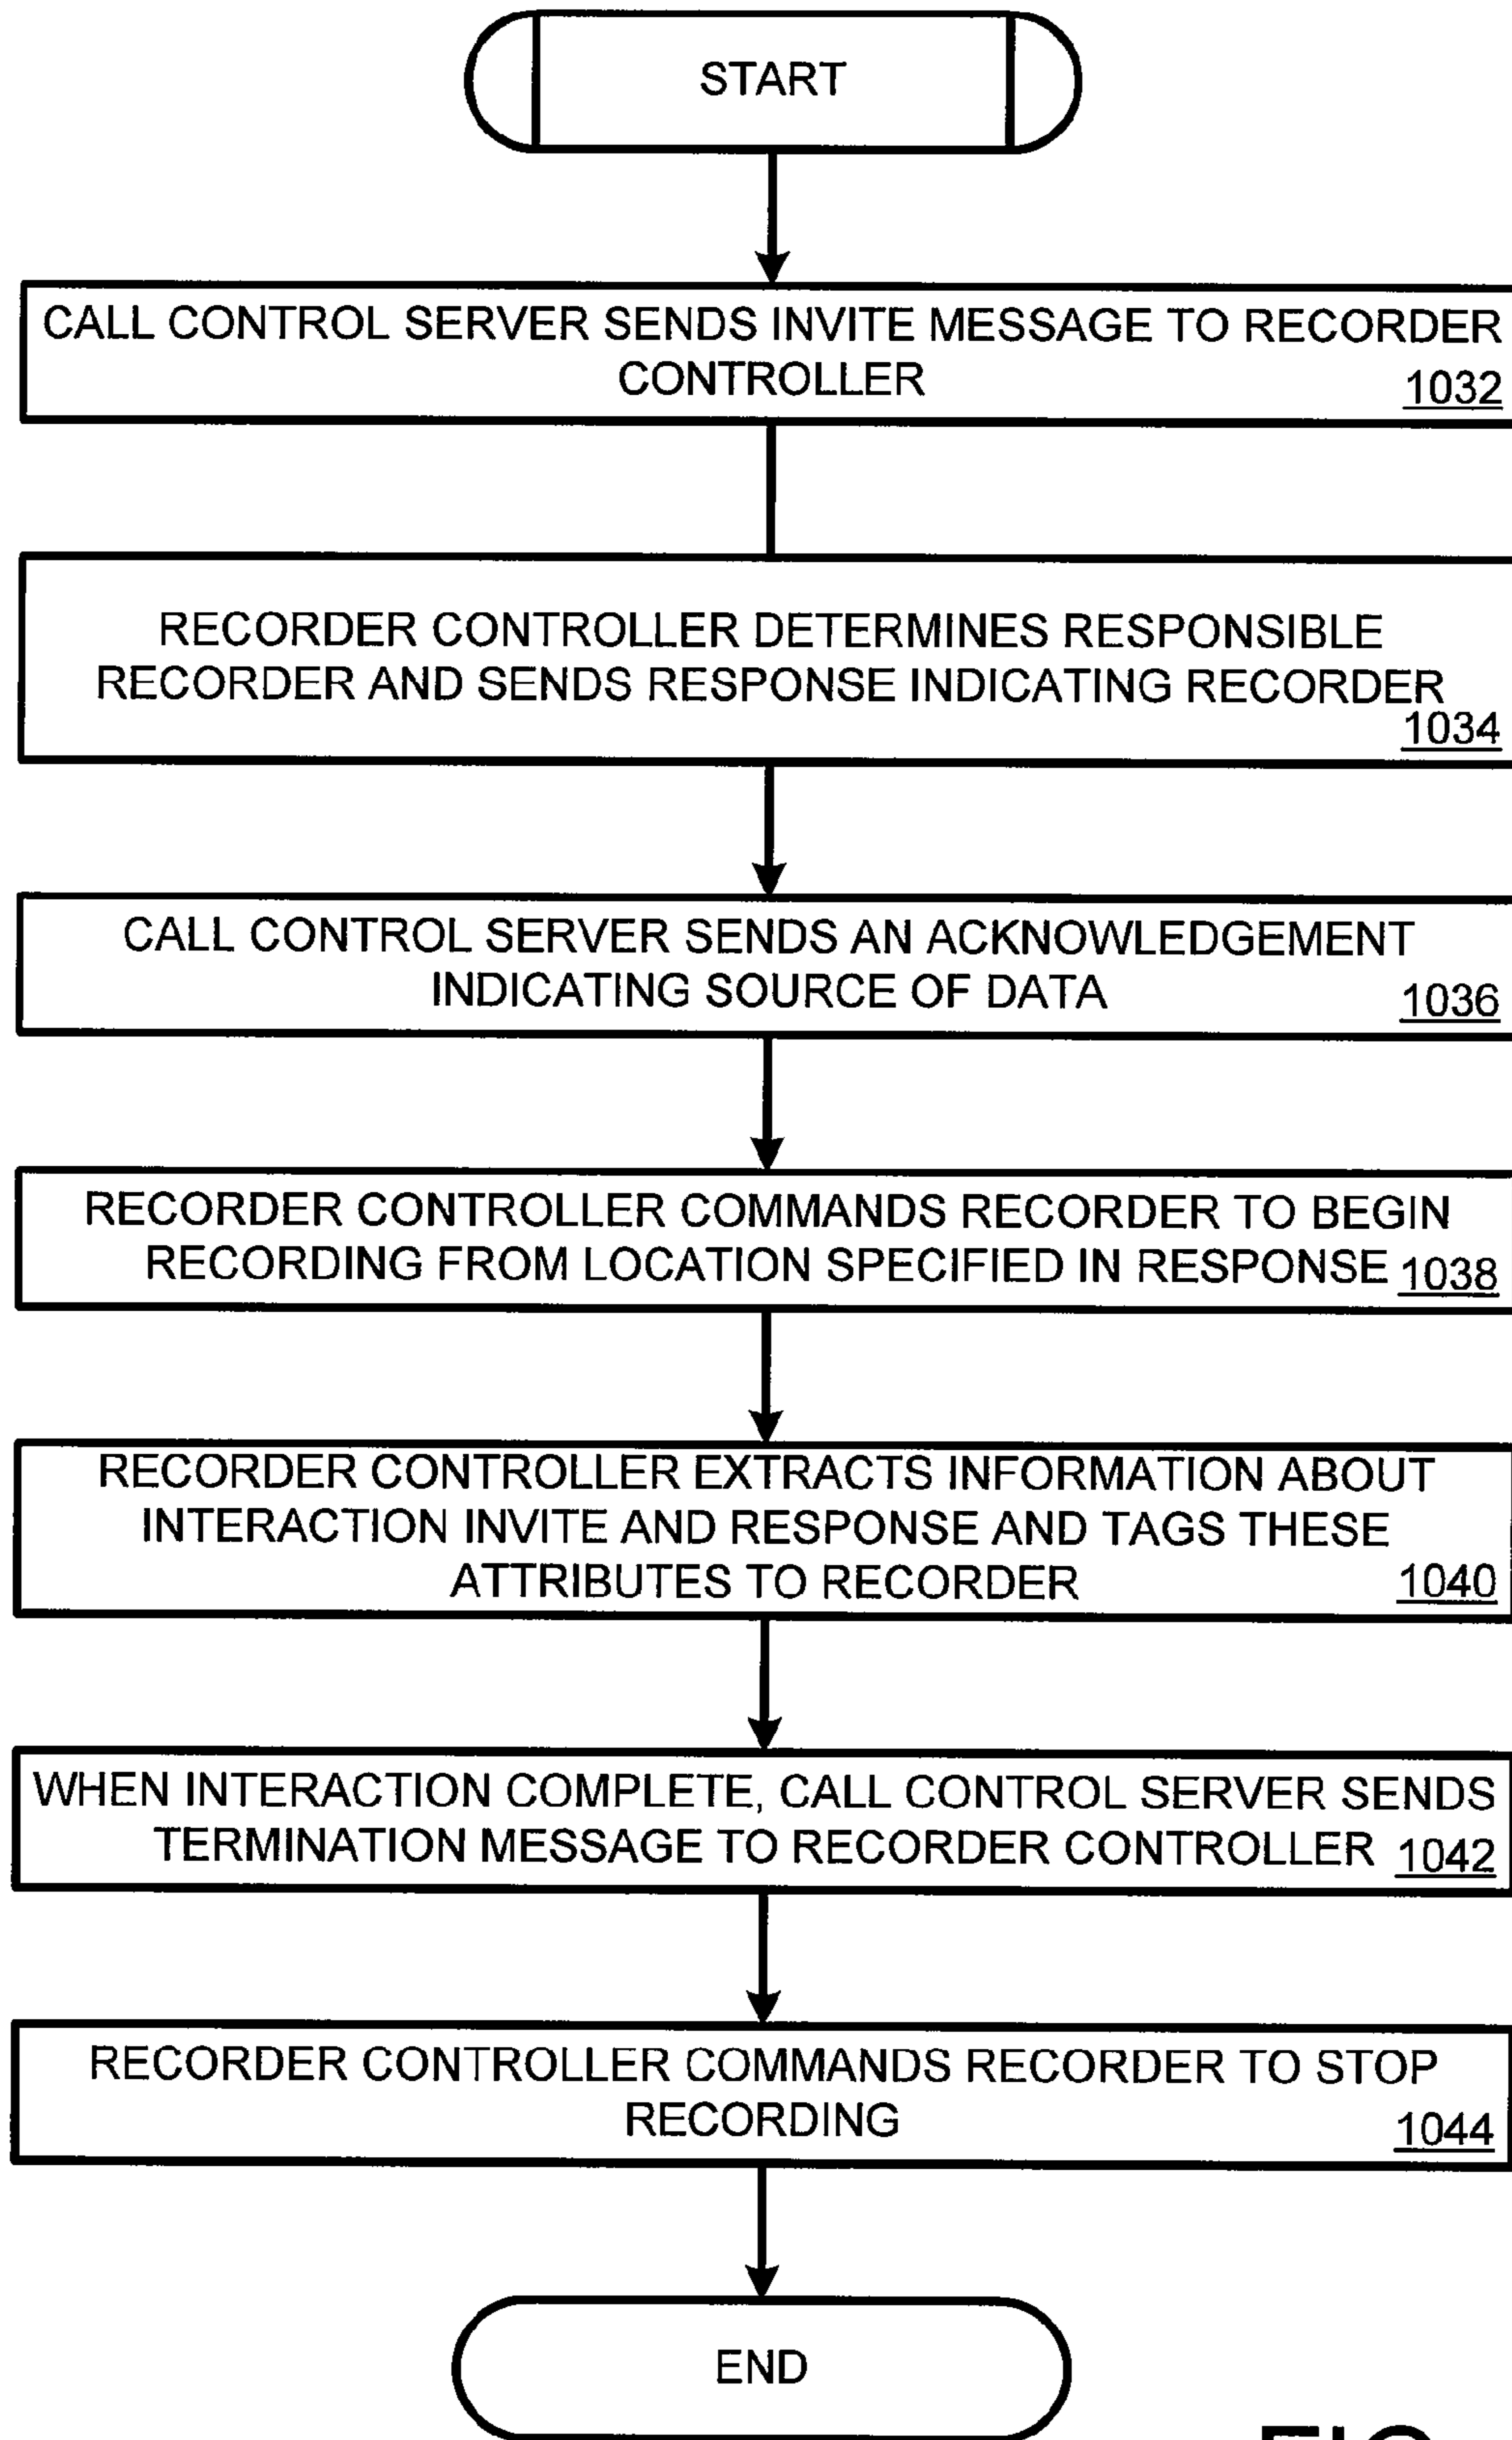 START
CALL CONTROL SERVER SENDS INVITE MESSAGE TO RECORDER
CONTROLLER
1032
RECORDER CONTROLLER DETERMINES RESPONSIBLE
RECORDER AND SENDS RESPONSE INDICATING RECORDER
1034
CALL CONTROL SERVER SENDS AN ACKNOWLEDGEMENT
INDICATING SOURCE OF DATA
1036
RECORDER CONTROLLER COMMANDS RECORDER TO BEGIN
RECORDING FROM LOCATION SPECIFIED IN RESPONSE
1038
RECORDER CONTROLLER EXTRACTS INFORMATION ABOUT
INTERACTION INVITE AND RESPONSE AND TAGS THESE
ATTRIBUTES TO RECORDER
1040
WHEN INTERACTION COMPLETE, CALL CONTROL SERVER SENDS
TERMINATION MESSAGE TO RECORDER CONTROLLER
1042
RECORDER CONTROLLER COMMANDS RECORDER TO STOP
RECORDING
1044
END